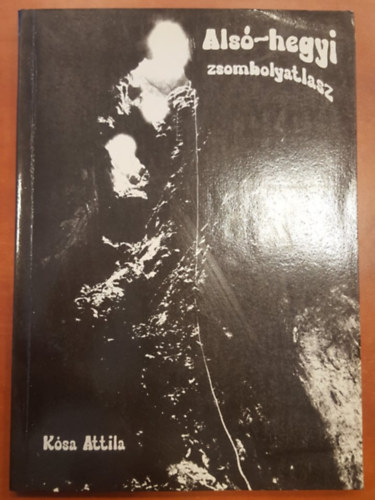 Alsó-hegyi
zsombolyatlasz
Kósa Attila